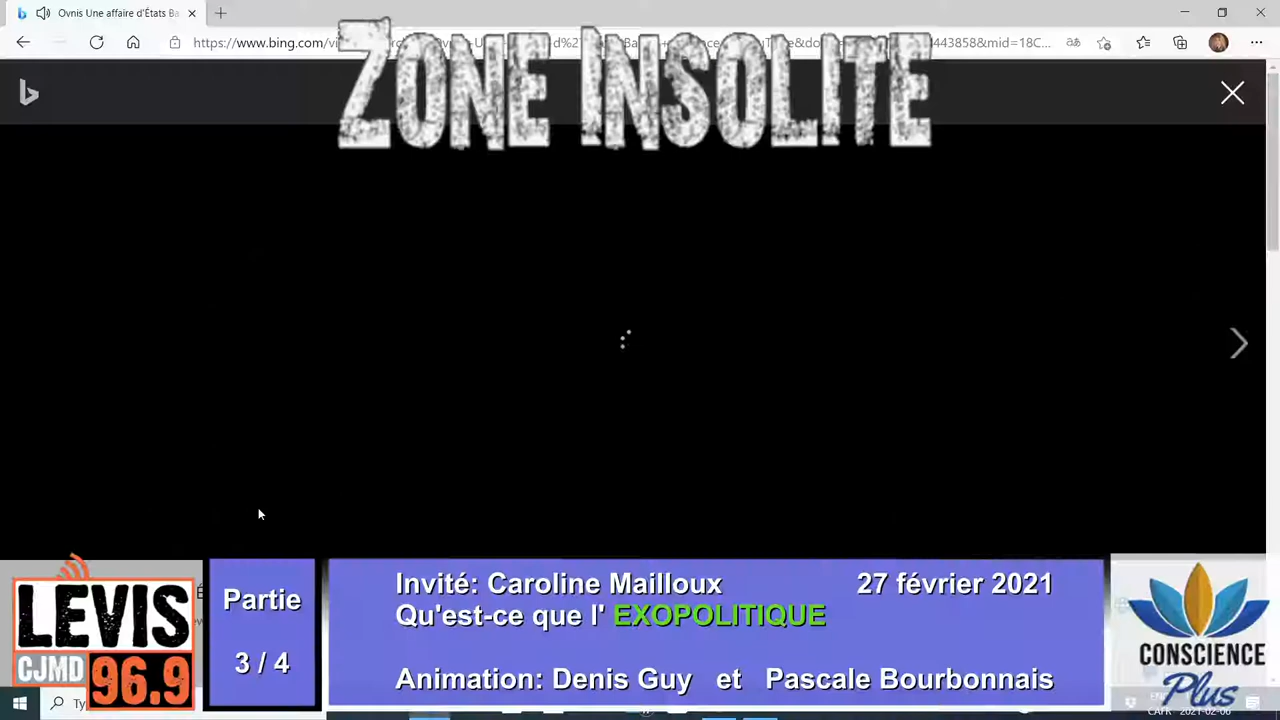 Ovnis Une affaire d'États Ba
https://www.bing.com/vi
443858&mid=18C...
ZONE INSOLITE
LÉVIS
CJMD 96.9
Partie
3 / 4
Invité: Caroline Mailloux 27 février 2021
Qu'est-ce que l' EXOPOLITIQUE
Animation: Denis Guy et Pascale Bourbonnais
CONSCIENCE
Plus